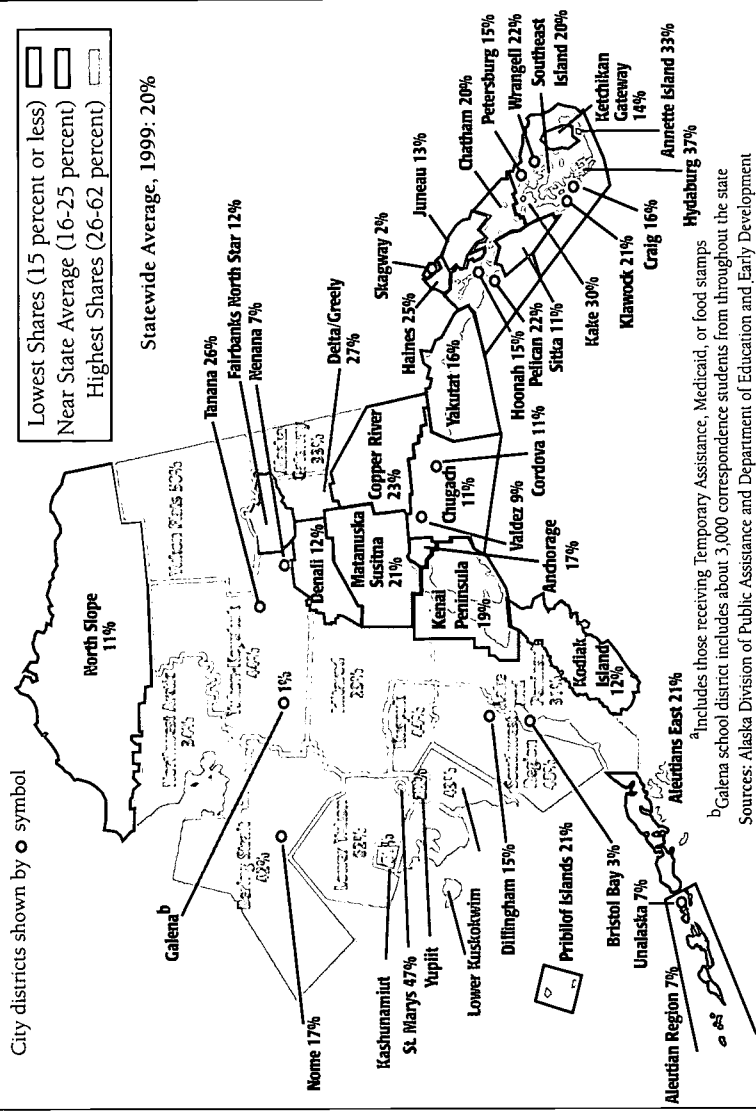 City districts shown by o symbol
Lowest Shares (15 percent or less)
Near State Average (16-25 percent)
Highest Shares (26-62 percent)
Statewide Average, 1999: 20%
North Slope
11%
Northwest Arctic
Yukon Flats 50%
Tanana 26%
Fairbanks North Star 12%
Nenana 7%
Delta/Greely
27%
Galena b
1%
Nome 17%
Kashunamiut
St. Marys 47%
Yupiit
Lower Kuskokwim
Dillingham 15%
Pribilof Islands 21%
Bristol Bay 3%
Unalaska 7%
Aleutian Region 7%
Aleutians East 21%
Denali 12%
Matanuska
Susitna
21%
Copper River
23%
Kenai
Peninsula
19%
Chugach
11%
Kodiak
Island
12%
Anchorage
17%
Valdez 9%
Cordova 11%
Yakutat 16%
Skagway 2%
Haines 25%
Juneau 13%
Chatham 20%
Petersburg 15%
Wrangell 22%
Southeast
Island 20%
Ketchikan
Gateway
14%
Annette Island 33%
Hydaburg 37%
Craig 16%
Klawock 21%
Kake 30%
Sitka 11%
Pelican 22%
Hoonah 15%
a Includes those receiving Temporary Assistance, Medicaid, or food stamps
b Galena school district includes about 3,000 correspondence students from throughout the state
Sources: Alaska Division of Public Assistance and Department of Education and Early Development